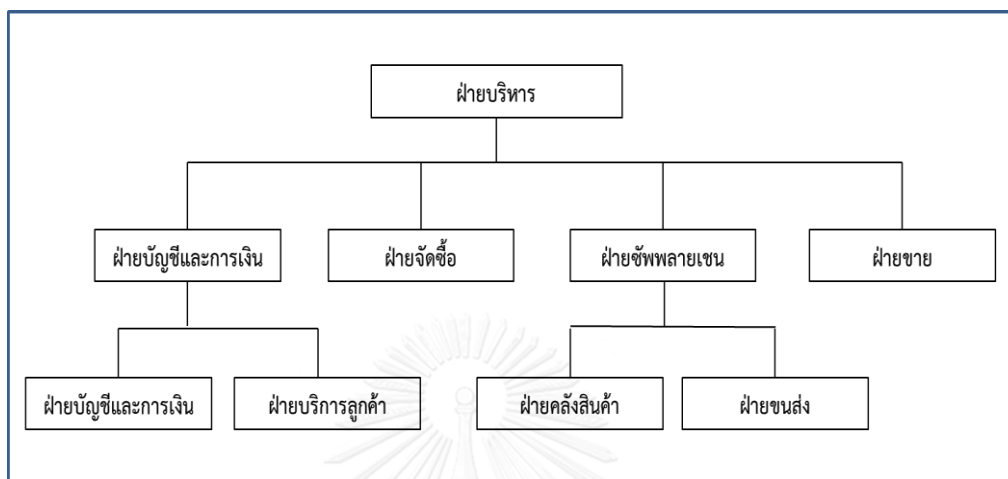 ฝ่ายบริหาร
ฝ่ายบัญชีและการเงิน
ฝ่ายจัดซื้อ
ฝ่ายซัพพลายเชน
ฝ่ายขาย
ฝ่ายบัญชีและการเงิน
ฝ่ายบริการลูกค้า
ฝ่ายคลังสินค้า
ฝ่ายขนส่ง